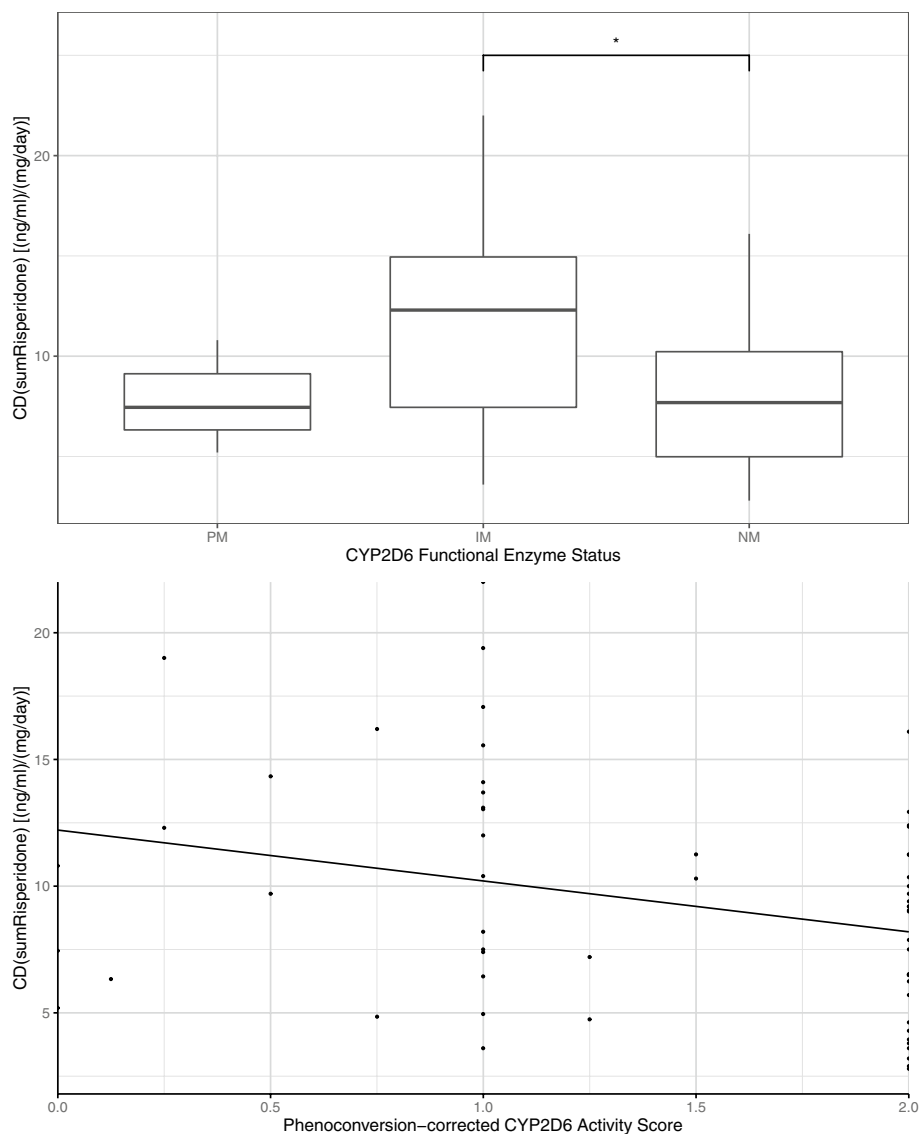 *
CD(sumRisperidone) [(ng/ml)/(mg/day)]
20
10
PM IM NM
CYP2D6 Functional Enzyme Status
CD(sumRisperidone) [(ng/ml)/(mg/day)]
20
15
10
5
0.0 0.5 1.0 1.5 2.0
Phenoconversion−corrected CYP2D6 Activity Score